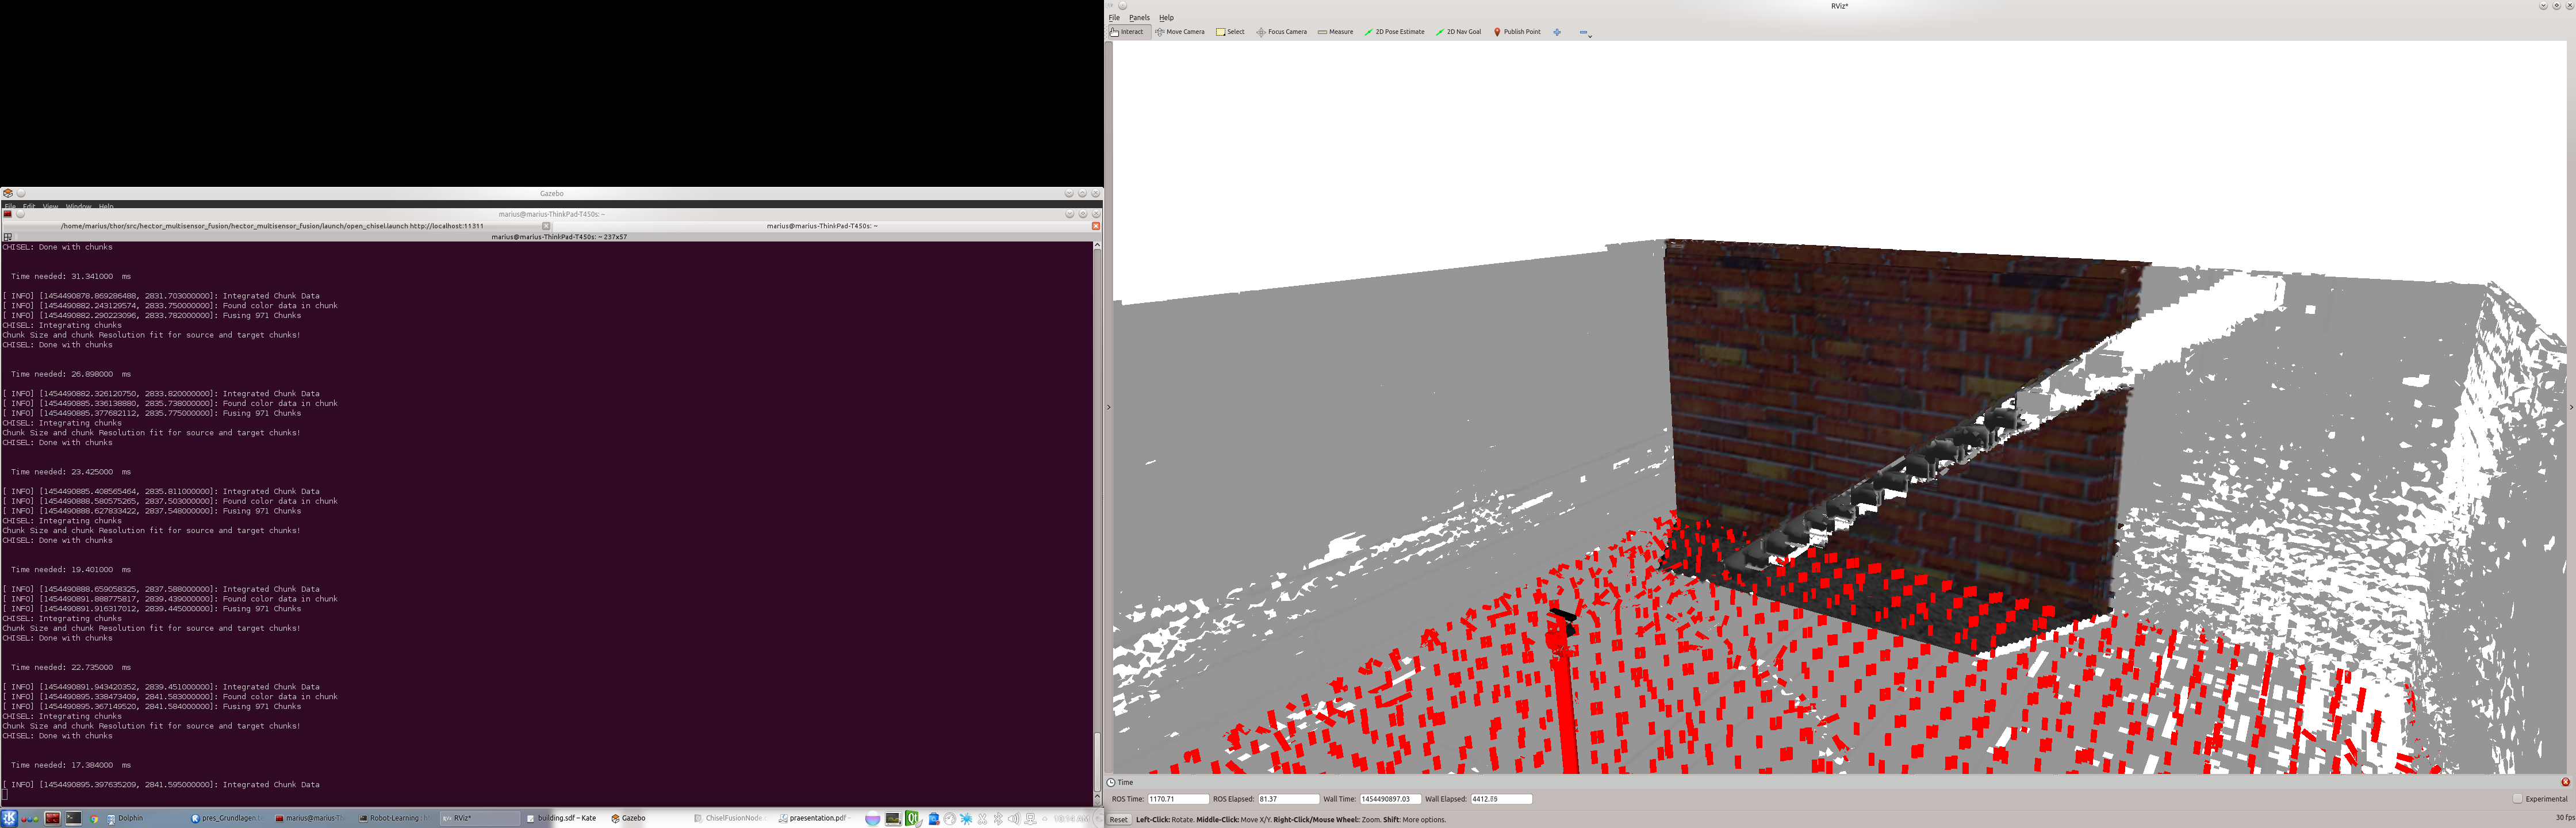 Gazebo
File Edit View Window Help
marius@marius-ThinkPad-T450s: ~
/home/marius/thor/src/hector_multisensor_fusion/hector_multisensor_fusion/launch/open_chisel.launch http://localhost:11311
marius@marius-ThinkPad-T450s: ~
marius@marius-ThinkPad-T450s: ~ 237x57
CHISEL: Done with chunks
Time needed: 31.341000 ms
[ INFO] [1454490878.869286488, 2831.703000000]: Integrated Chunk Data
[ INFO] [1454490882.243129574, 2833.750000000]: Found color data in chunk
[ INFO] [1454490882.290223096, 2833.782000000]: Fusing 971 Chunks
CHISEL: Integrating chunks
Chunk Size and chunk Resolution fit for source and target chunks!
CHISEL: Done with chunks
Time needed: 26.898000 ms
[ INFO] [1454490882.326120750, 2833.820000000]: Integrated Chunk Data
[ INFO] [1454490885.336138880, 2835.738000000]: Found color data in chunk
[ INFO] [1454490885.377682112, 2835.775000000]: Fusing 971 Chunks
CHISEL: Integrating chunks
Chunk Size and chunk Resolution fit for source and target chunks!
CHISEL: Done with chunks
Time needed: 23.425000 ms
[ INFO] [1454490885.408565464, 2835.811000000]: Integrated Chunk Data
[ INFO] [1454490888.580575265, 2837.503000000]: Found color data in chunk
[ INFO] [1454490888.627833422, 2837.548000000]: Fusing 971 Chunks
CHISEL: Integrating chunks
Chunk Size and chunk Resolution fit for source and target chunks!
CHISEL: Done with chunks
Time needed: 19.401000 ms
[ INFO] [1454490888.659058325, 2837.588000000]: Integrated Chunk Data
[ INFO] [1454490891.888775817, 2839.439000000]: Found color data in chunk
[ INFO] [1454490891.916317012, 2839.445000000]: Fusing 971 Chunks
CHISEL: Integrating chunks
Chunk Size and chunk Resolution fit for source and target chunks!
CHISEL: Done with chunks
Time needed: 22.735000 ms
[ INFO] [1454490891.943420352, 2839.451000000]: Integrated Chunk Data
[ INFO] [1454490895.338473409, 2841.583000000]: Found color data in chunk
[ INFO] [1454490895.367149520, 2841.584000000]: Fusing 971 Chunks
CHISEL: Integrating chunks
Chunk Size and chunk Resolution fit for source and target chunks!
CHISEL: Done with chunks
Time needed: 17.384000 ms
[ INFO] [1454490895.397635209, 2841.595000000]: Integrated Chunk Data
Dolphin pres_Grundlagen. marius@marius-Th Robot-Learning : RViz* building.sdf – Kate Gazebo ChiselFusionNode praesentation.pdf
RViz*
File Panels Help
Interact Move Camera Select Focus Camera Measure 2D Pose Estimate 2D Nav Goal Publish Point
Time
ROS Time: 1170.71 ROS Elapsed: 81.37 Wall Time: 1454490897.03 Wall Elapsed: 4412.89 Experimental
Reset Left-Click: Rotate. Middle-Click: Move X/Y. Right-Click/Mouse Wheel: Zoom. Shift: More options. 30 fps